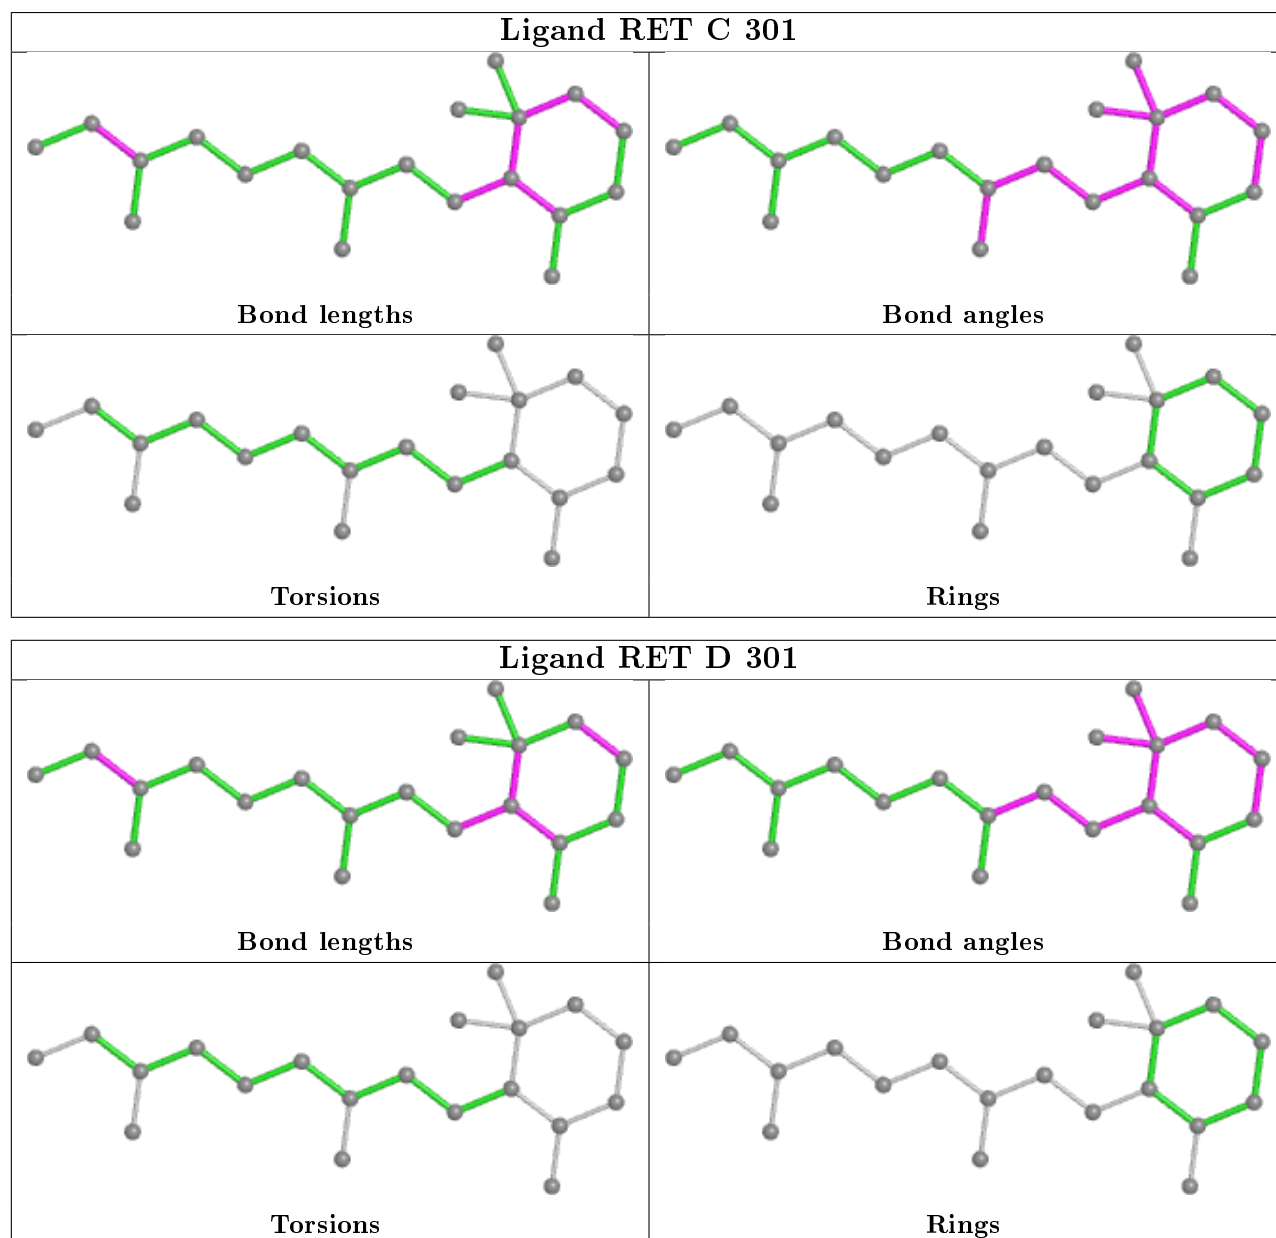 Ligand RET C 301
Bond lengths
Bond angles
Torsions
Rings
Ligand RET D 301
Bond lengths
Bond angles
Torsions
Rings